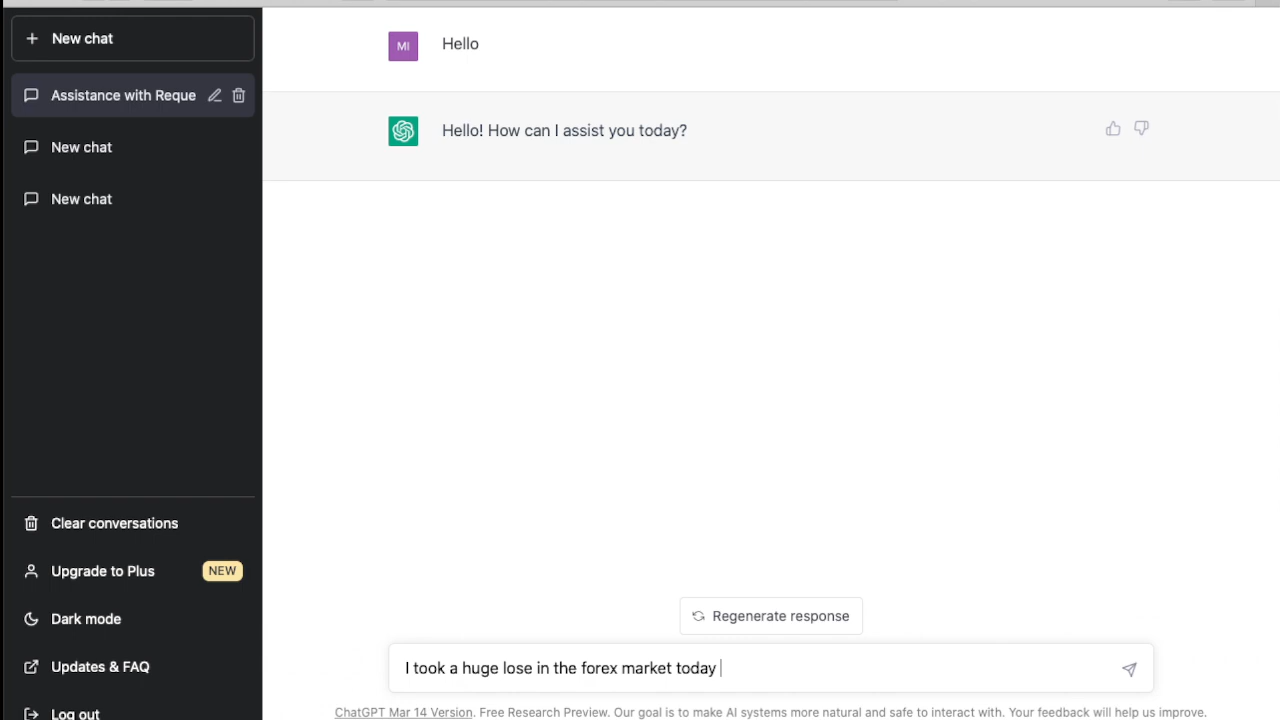 New chat
Assistance with Reque
New chat
New chat
Clear conversations
Upgrade to Plus NEW
Dark mode
Updates & FAQ
Log out
MI Hello
Hello! How can I assist you today?
Regenerate response
I took a huge lose in the forex market today
ChatGPT Mar 14 Version. Free Research Preview. Our goal is to make AI systems more natural and safe to interact with. Your feedback will help us improve.